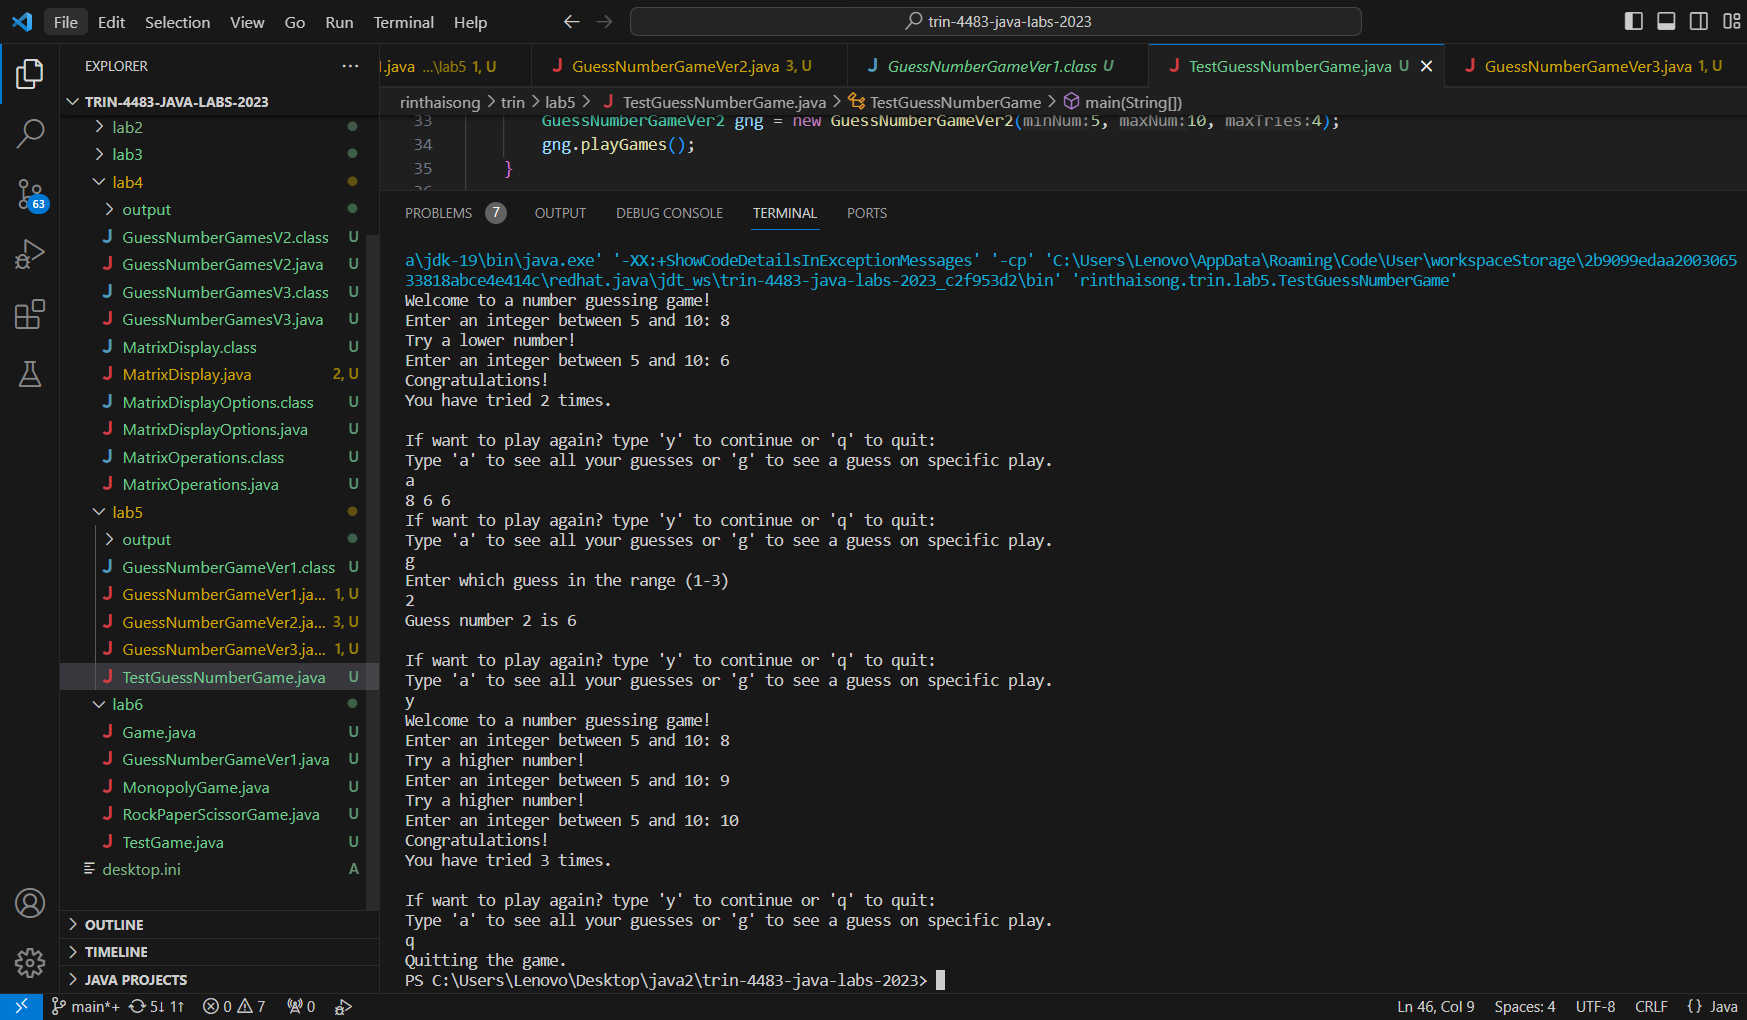 File Edit Selection View Go Run Terminal Help
trin-4483-java-labs-2023
EXPLORER
TRIN-4483-JAVA-LABS-2023
lab2
lab3
lab4
output
GuessNumberGamesV2.class U
GuessNumberGamesV2.java U
GuessNumberGamesV3.class U
GuessNumberGamesV3.java U
MatrixDisplay.class U
MatrixDisplay.java 2, U
MatrixDisplayOptions.class U
MatrixDisplayOptions.java U
MatrixOperations.class U
MatrixOperations.java U
lab5
output
GuessNumberGameVer1.class U
GuessNumberGameVer1.ja... 1, U
GuessNumberGameVer2.ja... 3, U
GuessNumberGameVer3.ja... 1, U
TestGuessNumberGame.java U
lab6
Game.java U
GuessNumberGameVer1.java U
MonopolyGame.java U
RockPaperScissorGame.java U
TestGame.java U
desktop.ini A
OUTLINE
TIMELINE
JAVA PROJECTS
63
.java ...\lab5 1, U
GuessNumberGameVer2.java 3, U
GuessNumberGameVer1.class U
TestGuessNumberGame.java U
GuessNumberGameVer3.java 1, U
rinthaisong > trin > lab5 > TestGuessNumberGame.java > TestGuessNumberGame > main(String[])
33 GuessNumberGameVer2 gng = new GuessNumberGameVer2(minNum:5, maxNum:10, maxTries:4);
34 gng.playGames();
35 }
PROBLEMS 7 OUTPUT DEBUG CONSOLE TERMINAL PORTS
a\jdk-19\bin\java.exe' '-XX:+ShowCodeDetailsInExceptionMessages' '-cp' 'C:\Users\Lenovo\AppData\Roaming\Code\User\workspaceStorage\2b9099edaa2003065
33818abce4e414c\redhat.java\jdt_ws\trin-4483-java-labs-2023_c2f953d2\bin' 'rinthaisong.trin.lab5.TestGuessNumberGame'
Welcome to a number guessing game!
Enter an integer between 5 and 10: 8
Try a lower number!
Enter an integer between 5 and 10: 6
Congratulations!
You have tried 2 times.
If want to play again? type 'y' to continue or 'q' to quit:
Type 'a' to see all your guesses or 'g' to see a guess on specific play.
a
8 6 6
If want to play again? type 'y' to continue or 'q' to quit:
Type 'a' to see all your guesses or 'g' to see a guess on specific play.
g
Enter which guess in the range (1-3)
2
Guess number 2 is 6
If want to play again? type 'y' to continue or 'q' to quit:
Type 'a' to see all your guesses or 'g' to see a guess on specific play.
y
Welcome to a number guessing game!
Enter an integer between 5 and 10: 8
Try a higher number!
Enter an integer between 5 and 10: 9
Try a higher number!
Enter an integer between 5 and 10: 10
Congratulations!
You have tried 3 times.
If want to play again? type 'y' to continue or 'q' to quit:
Type 'a' to see all your guesses or 'g' to see a guess on specific play.
q
Quitting the game.
PS C:\Users\Lenovo\Desktop\java2\trin-4483-java-labs-2023>
main*+ 5↓ 1↑ 0 7 0
Ln 46, Col 9 Spaces: 4 UTF-8 CRLF {} Java